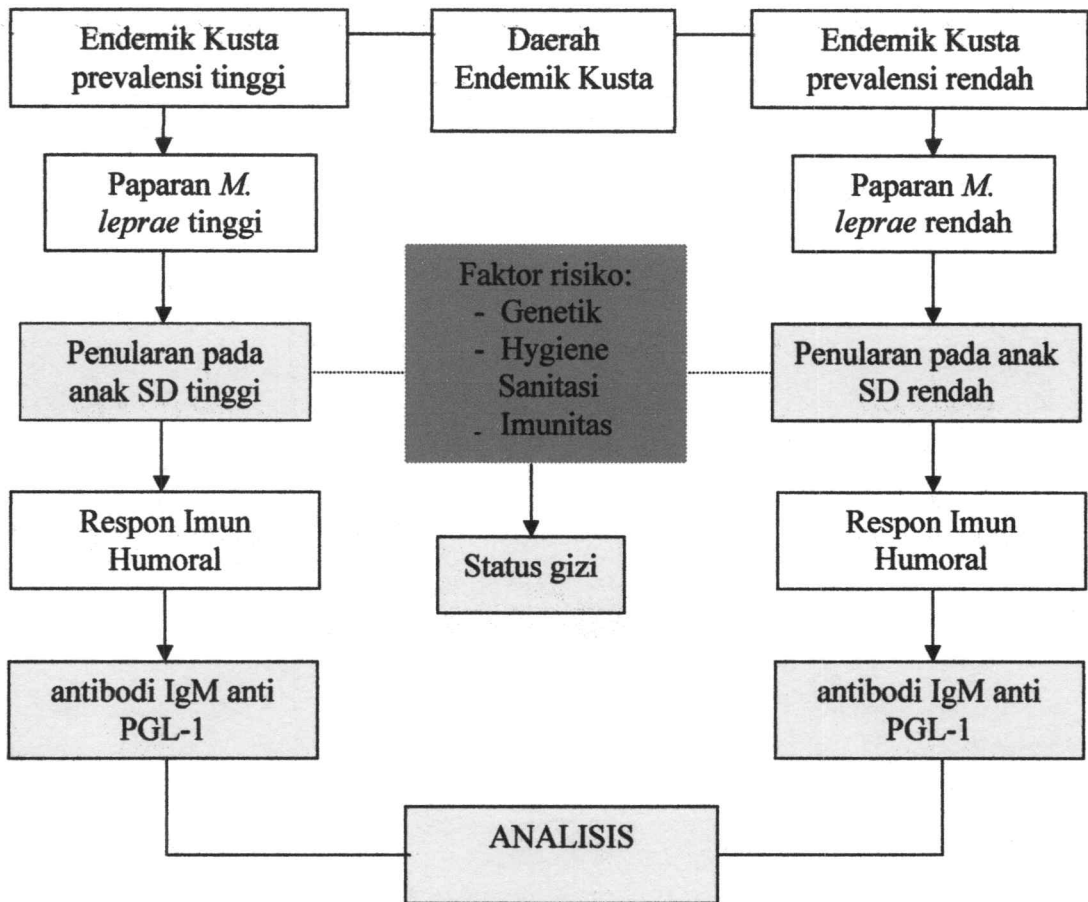 Endemik Kusta
prevalensi tinggi
Daerah
Endemik Kusta
Endemik Kusta
prevalensi rendah
Paparan M.
leprae tinggi
Paparan M.
leprae rendah
Faktor risiko:
- Genetik
- Hygiene
Sanitasi
- Imunitas
Penularan pada
anak SD tinggi
Penularan pada anak
SD rendah
Respon Imun
Humoral
Status gizi
Respon Imun
Humoral
antibodi IgM anti
PGL-1
antibodi IgM anti
PGL-1
ANALISIS